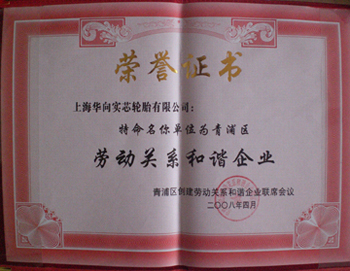 荣誉证书
上海华向实芯轮胎有限公司：
特命名你单位为青浦区
劳动关系和谐企业
青浦区创建劳动关系和谐企业联席会议
二〇〇八年四月